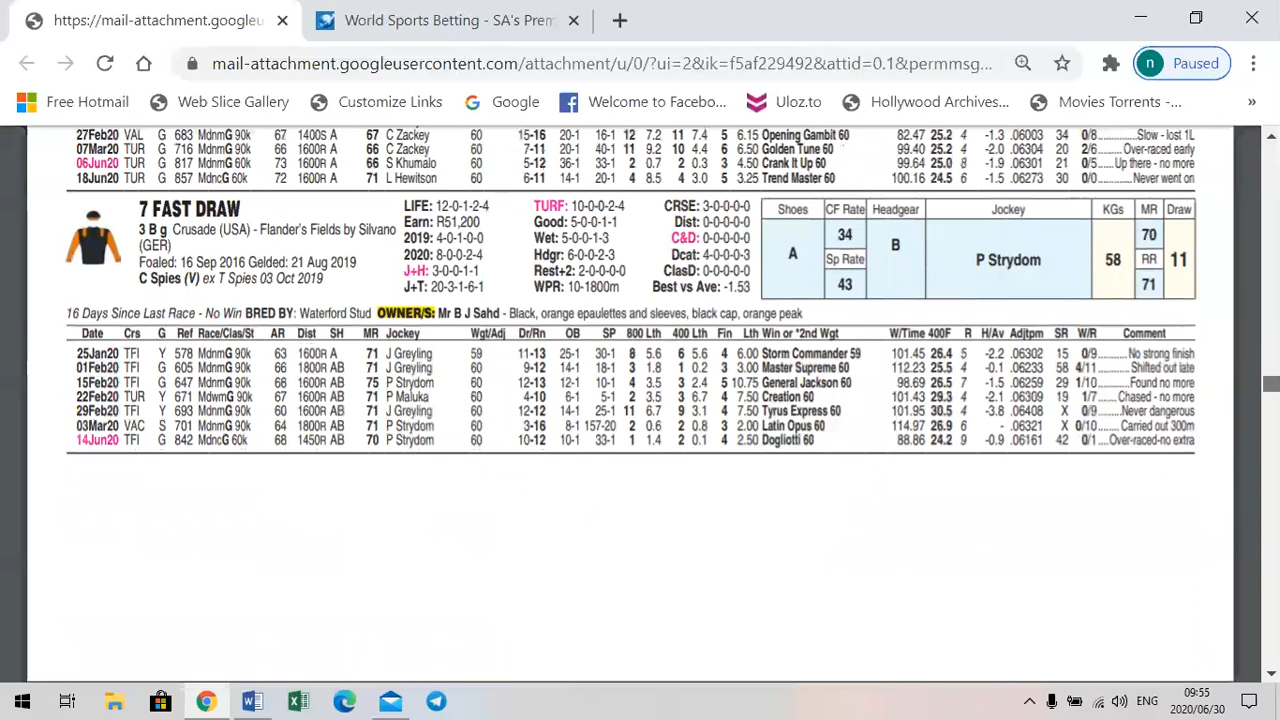 https://mail-attachment.googleu World Sports Betting - SA's Prem
mail-attachment.googleusercontent.com/attachment/u/0/?ui=2&ik=f5af229492&attid=0.1&permmsg... n Paused
Free Hotmail Web Slice Gallery Customize Links Google Welcome to Facebo... Uloz.to Hollywood Archives... Movies Torrents -... »
27Feb20 VAL G 683 MdnmG 90k 67 1400S A 67 C Zackey 60 15-16 20-1 16-1 12 7.2 11 7.4 5 6.15 Opening Gambit 60 82.47 25.2 4 -1.3 .06003 34 0/8 ............Slow - lost 1L
07Mar20 TUR G 716 MdnmG 90k 66 1600R A 66 C Zackey 60 7-11 20-1 40-1 11 9.2 10 4.4 6 6.50 Golden Tune 60 99.40 25.2 4 -2.0 .06304 20 2/6 ..........Over-raced early
06Jun20 TUR G 817 MdnmG 90k 73 1600R A 66 S Khumalo 60 5-12 36-1 33-1 2 0.7 2 0.3 3 4.50 Crank It Up 60 99.64 25.0 8 -1.9 .06301 21 0/5 .....Up there - no more
18Jun20 TUR G 857 MdncG 60k 72 1600R A 71 L Hewitson 60 6-11 14-1 20-1 4 8.5 4 3.0 5 3.25 Trend Master 60 100.16 24.5 6 -1.5 .06273 30 0/0 ............Never went on
7 FAST DRAW
3 B g Crusade (USA) - Flander's Fields by Silvano
(GER)
Foaled: 16 Sep 2016 Gelded: 21 Aug 2019
C Spies (V) ex T Spies 03 Oct 2019
LIFE: 12-0-1-2-4 TURF: 10-0-0-2-4 CRSE: 3-0-0-0-0
Earn: R51,200 Good: 5-0-0-1-1 Dist: 0-0-0-0-0
2019: 4-0-1-0-0 Wet: 5-0-0-1-3 C&D: 0-0-0-0-0
2020: 8-0-0-2-4 Hdgr: 6-0-0-2-3 Dcat: 4-0-0-0-3
J+H: 3-0-0-1-1 Rest+2: 2-0-0-0-0 ClasD: 0-0-0-0-0
J+T: 20-3-1-6-1 WPR: 10-1800m Best vs Ave: -1.53
Shoes CF Rate Headgear Jockey KGs MR Draw
A 34 B P Strydom 58 70 11
Sp Rate RR
43 71
16 Days Since Last Race - No Win BRED BY: Waterford Stud OWNER/S: Mr B J Sahd - Black, orange epaulettes and sleeves, black cap, orange peak
Date Crs G Ref Race/Clas/St AR Dist SH MR Jockey Wgt/Adj Dr/Rn OB SP 800 Lth 400 Lth Fin Lth Win or *2nd Wgt W/Time 400F R H/Av Adjtpm SR W/R Comment
25Jan20 TFI Y 578 MdnmG 90k 63 1600R A 71 J Greyling 59 11-13 25-1 30-1 8 5.6 6 5.6 4 6.00 Storm Commander 59 101.45 26.4 5 -2.2 .06302 15 0/9 .........No strong finish
01Feb20 TFI G 605 MdnmG 90k 66 1800R AB 71 J Greyling 60 9-12 14-1 18-1 3 1.8 1 0.2 3 3.00 Master Supreme 60 112.23 25.5 4 -0.1 .06233 58 4/11 .........Shifted out late
15Feb20 TFI G 647 MdnmG 90k 68 1600R AB 75 P Strydom 60 12-13 12-1 10-1 4 3.5 3 2.4 5 10.75 General Jackson 60 98.69 26.5 7 -1.5 .06259 29 1/10 ..........Found no more
22Feb20 TUR Y 671 MdwmG 90k 67 1600R AB 71 P Maluka 60 4-10 6-1 5-1 2 3.5 3 6.7 4 7.50 Creation 60 101.43 29.3 4 -2.1 .06309 19 1/7 .......Chased - no more
29Feb20 TFI Y 693 MdnmG 90k 60 1600R AB 71 J Greyling 60 12-12 14-1 25-1 11 6.7 9 3.1 4 7.50 Tyrus Express 60 101.95 30.5 4 -3.8 .06408 X 0/9 .........Never dangerous
03Mar20 VAC S 701 MdnmG 90k 64 1800R AB 71 P Strydom 60 3-16 8-1 157-20 2 0.6 2 0.8 3 2.00 Latin Opus 60 114.97 26.9 6 - .06321 X 0/10 .........Carried out 300m
14Jun20 TFI G 842 MdncG 60k 68 1450R AB 70 P Strydom 60 10-12 10-1 33-1 1 1.4 2 0.1 4 2.50 Dogliotti 60 88.86 24.2 9 -0.9 .06161 42 0/1 ....Over-raced-no extra
ENG 09:55
2020/06/30